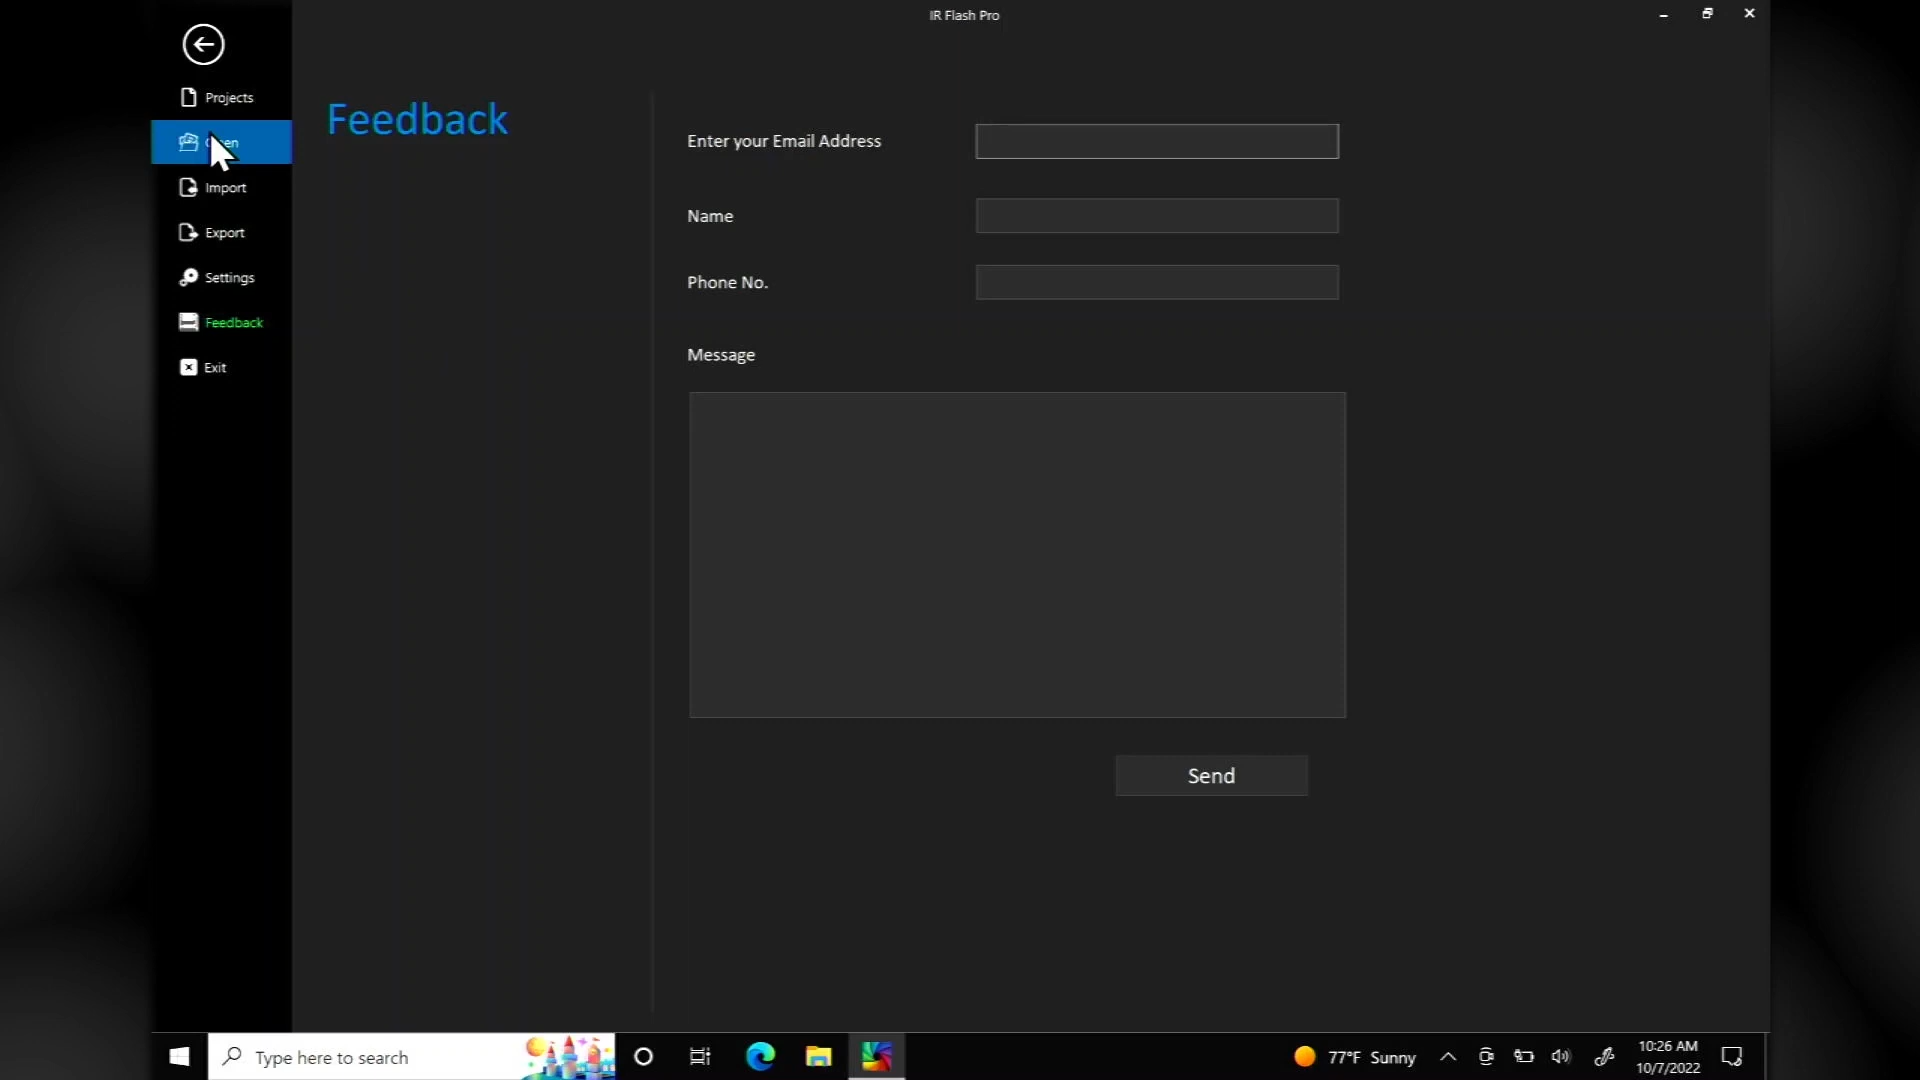 IR Flash Pro
Projects
Import
Export
Settings
Feedback
Exit
Feedback
Enter your Email Address
Name
Phone No.
Message
Send
Type here to search
77°F Sunny
10:26 AM
10/7/2022